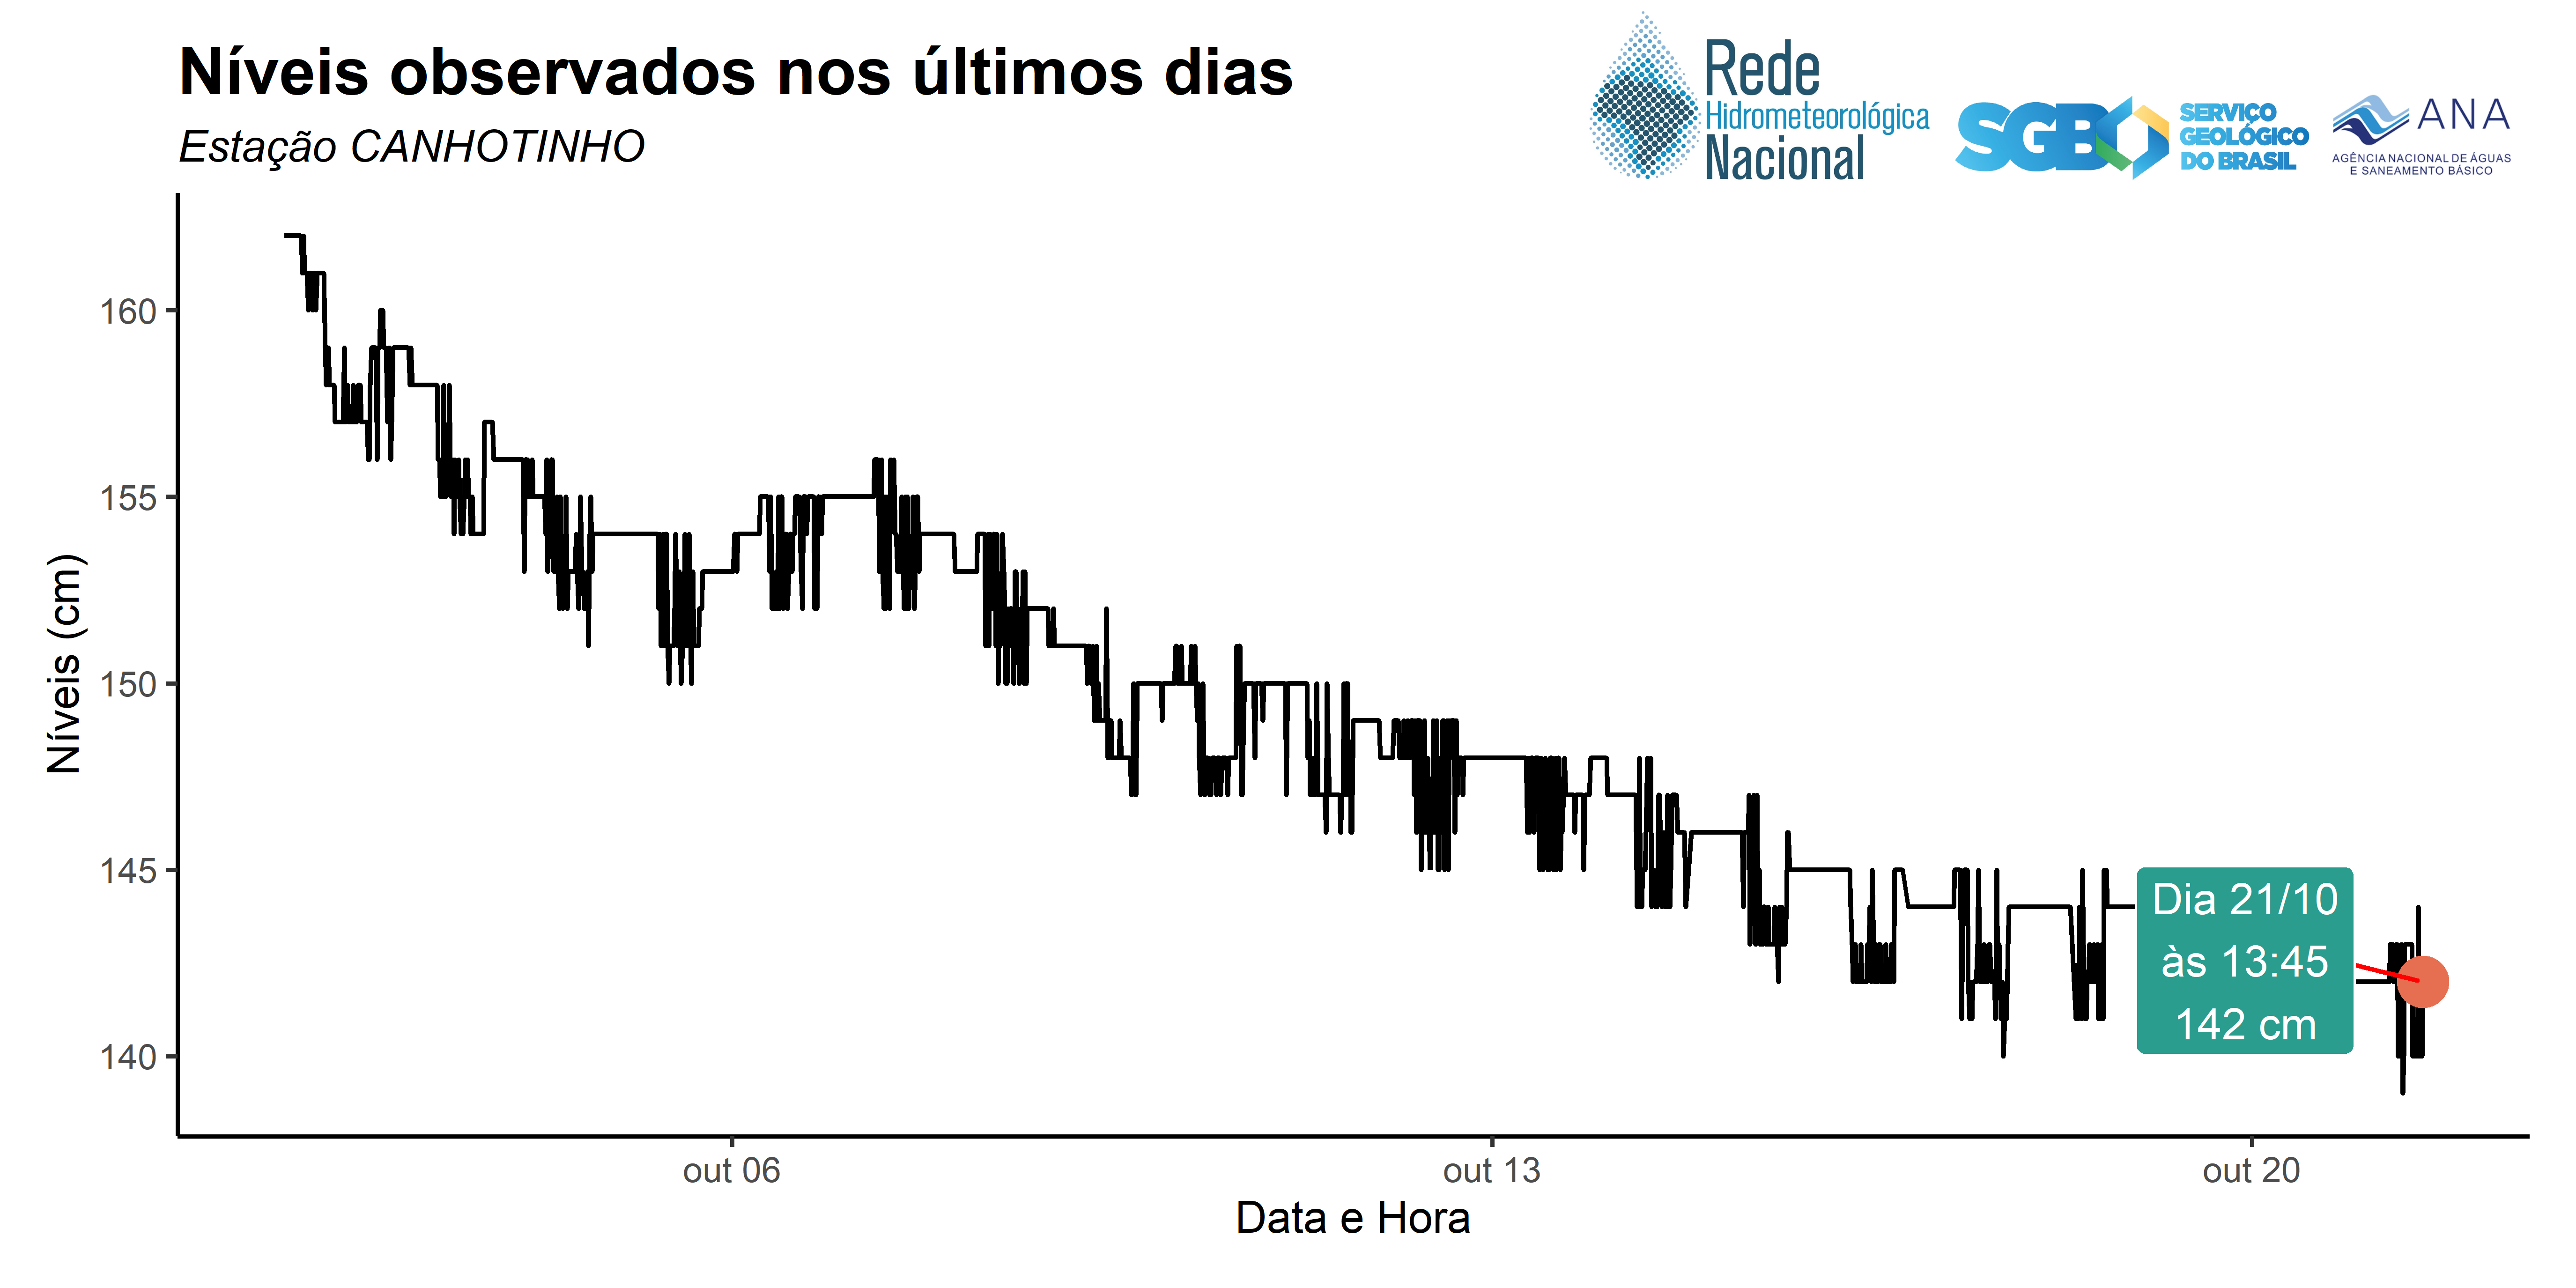 Níveis observados nos últimos dias
Estação CANHOTINHO
Rede
Hidrometeorológica
Nacional
SGB
SERVIÇO
GEOLÓGICO
DO BRASIL
ANA
AGÊNCIA NACIONAL DE ÁGUAS
E SANEAMENTO BÁSICO
Níveis (cm)
160
155
150
145
140
Dia 21/10
às 13:45
142 cm
out 06
out 13
out 20
Data e Hora